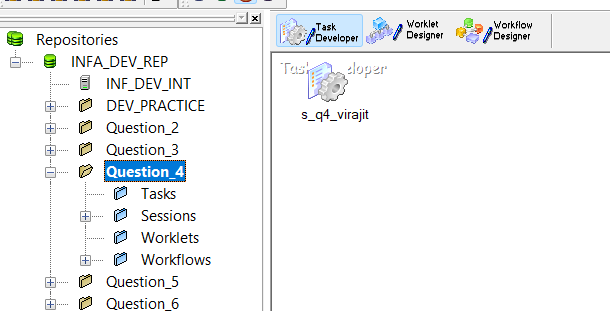 Repositories
INFA_DEV_REP
INF_DEV_INT
DEV_PRACTICE
Question_2
Question_3
Question_4
Tasks
Sessions
Worklets
Workflows
Question_5
Question_6
Task
Developer
Worklet
Designer
Workflow
Designer
s_q4_virajit